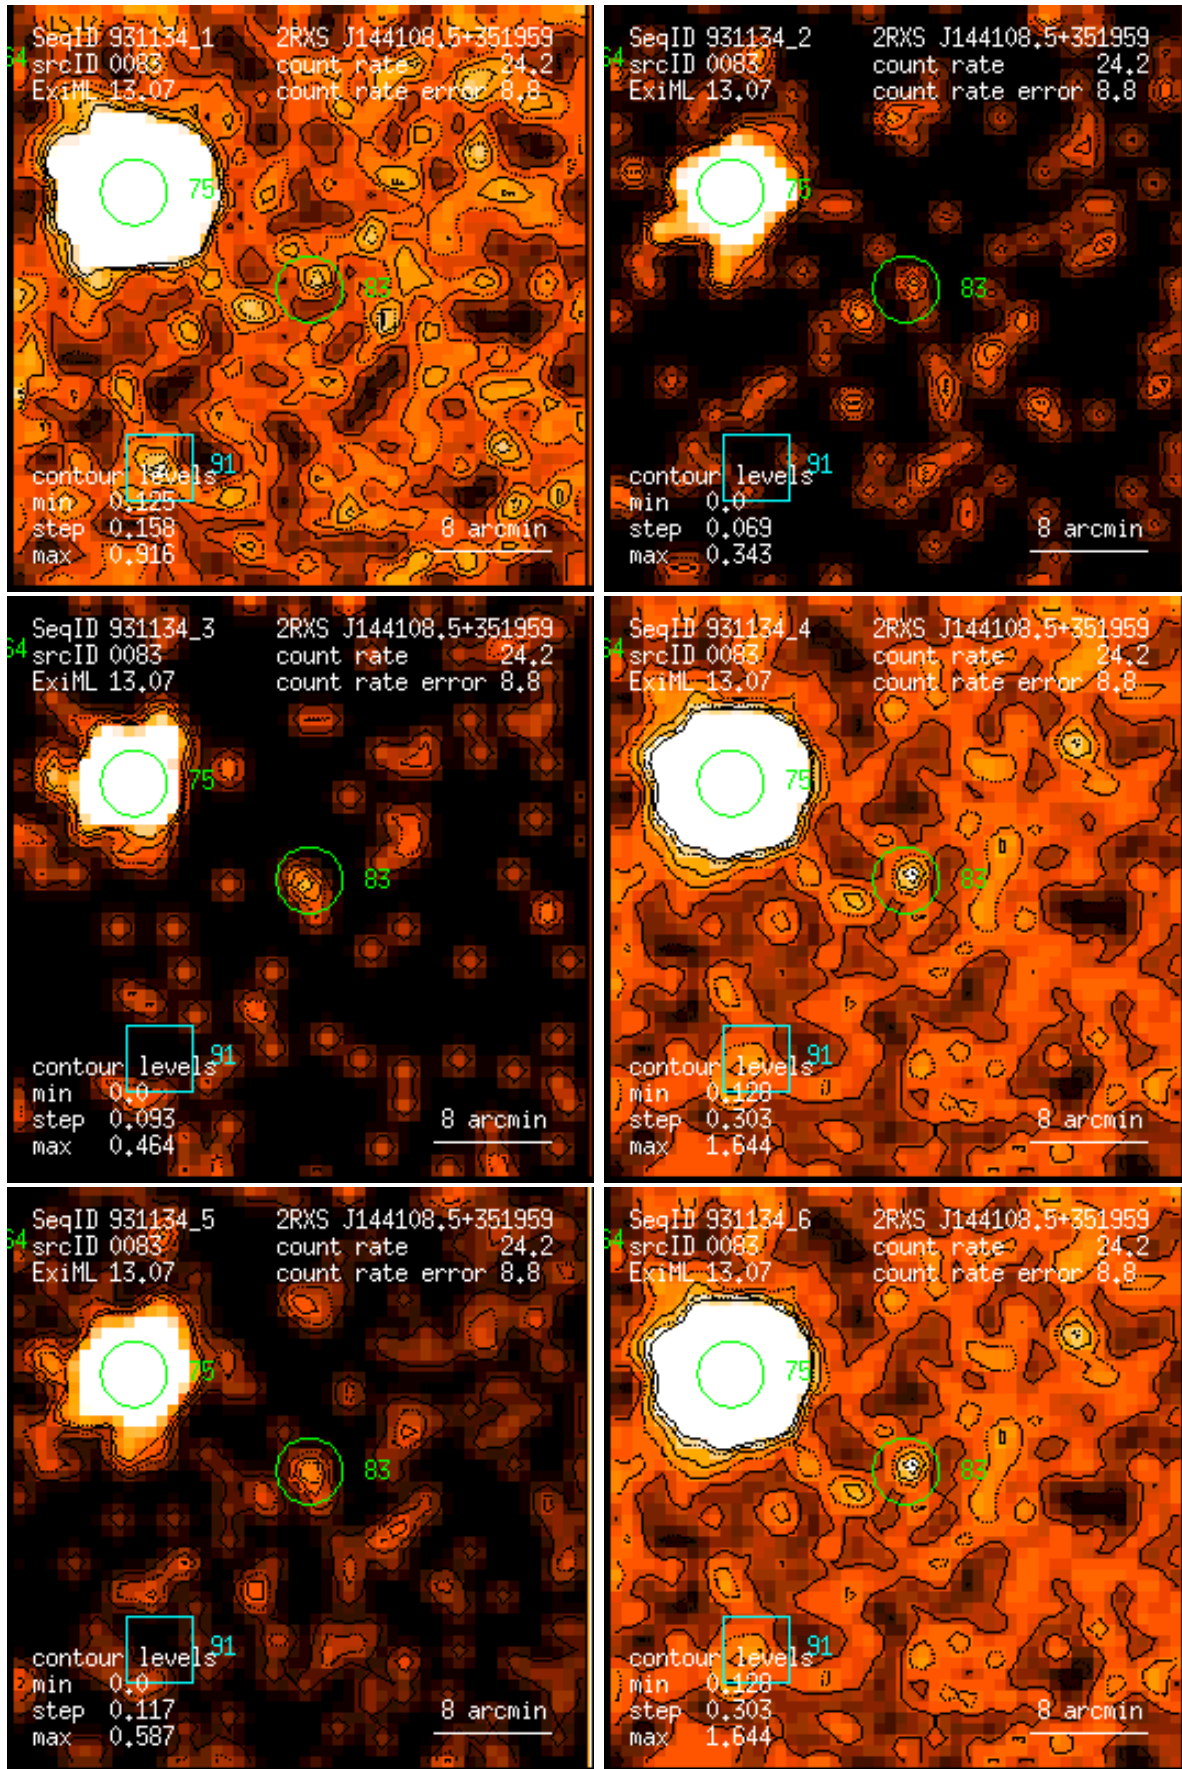 SeqID 931134_1 2RXS J144108.5+351959
64 srcID 0083 count rate 24.2
ExiML 13.07 count rate error 8.8
75
83
91
contour levels
min 0.125
step 0.158 8 arcmin
max 0.916
SeqID 931134_2 2RXS J144108.5+351959
64 srcID 0083 count rate 24.2
ExiML 13.07 count rate error 8.8
75
83
91
contour levels
min 0.0
step 0.069 8 arcmin
max 0.343
SeqID 931134_3 2RXS J144108.5+351959
64 srcID 0083 count rate 24.2
ExiML 13.07 count rate error 8.8
75
83
91
contour levels
min 0.0
step 0.093 8 arcmin
max 0.464
SeqID 931134_4 2RXS J144108.5+351959
64 srcID 0083 count rate 24.2
ExiML 13.07 count rate error 8.8
75
83
91
contour levels
min 0.128
step 0.303 8 arcmin
max 1.644
SeqID 931134_5 2RXS J144108.5+351959
64 srcID 0083 count rate 24.2
ExiML 13.07 count rate error 8.8
75
83
91
contour levels
min 0.0
step 0.117 8 arcmin
max 0.587
SeqID 931134_6 2RXS J144108.5+351959
64 srcID 0083 count rate 24.2
ExiML 13.07 count rate error 8.8
75
83
91
contour levels
min 0.128
step 0.303 8 arcmin
max 1.644